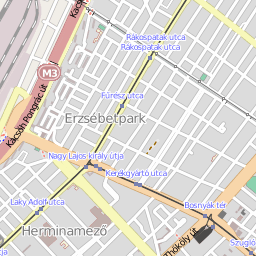 Kacsóh
Rákospatak utca
Rákospatak utca
M3
Fűrész utca
Kacsóh Pongrác út
Erzsébetpark
Nagy Lajos király útja
Kerékgyártó utca
Laky Adolf utca
Bosnyák tér
Herminamező
Thököly út
Szugló